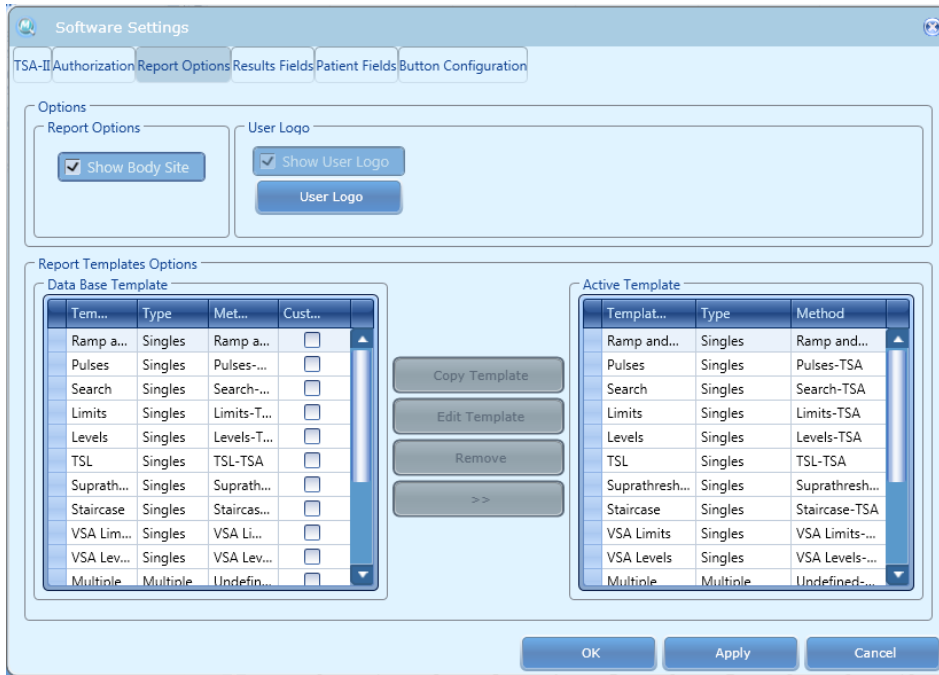 Software Settings
TSA-II Authorization Report Options Results Fields Patient Fields Button Configuration
Options
Report Options
Show Body Site
User Logo
Show User Logo
User Logo
Report Templates Options
Data Base Template
Tem... Type Met... Cust...
Ramp a... Singles Ramp a...
Pulses Singles Pulses-...
Search Singles Search-...
Limits Singles Limits-T...
Levels Singles Levels-T...
TSL Singles TSL-TSA
Suprath... Singles Suprath...
Staircase Singles Staircas...
VSA Lim... Singles VSA Li...
VSA Lev... Singles VSA Lev...
Multiple Multiple Undefin...
Copy Template
Edit Template
Remove
>>
Active Template
Templat... Type Method
Ramp and... Singles Ramp and...
Pulses Singles Pulses-TSA
Search Singles Search-TSA
Limits Singles Limits-TSA
Levels Singles Levels-TSA
TSL Singles TSL-TSA
Suprathresh... Singles Suprathresh...
Staircase Singles Staircase-TSA
VSA Limits Singles VSA Limits-...
VSA Levels Singles VSA Levels-...
Multiple Multiple Undefined-...
OK Apply Cancel